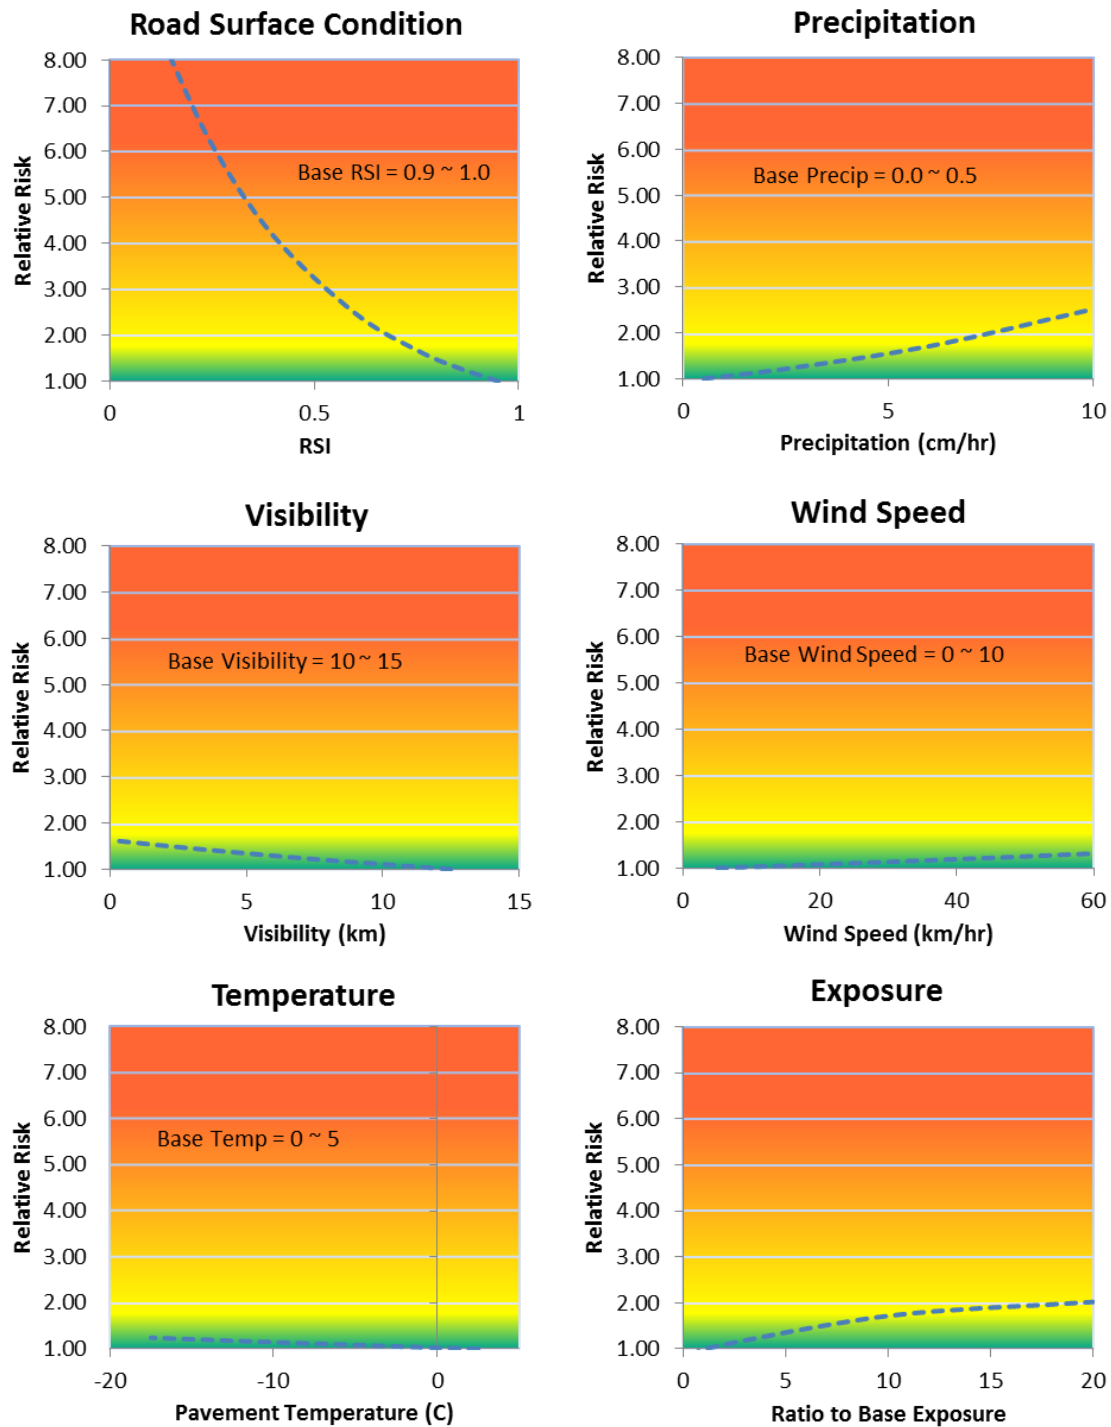 Road Surface Condition
8.00
7.00
6.00
5.00
4.00
3.00
2.00
1.00
Relative Risk
Base RSI = 0.9 ~ 1.0
0 0.5 1
RSI
Precipitation
8.00
7.00
6.00
5.00
4.00
3.00
2.00
1.00
Relative Risk
Base Precip = 0.0 ~ 0.5
0 5 10
Precipitation (cm/hr)
Visibility
8.00
7.00
6.00
5.00
4.00
3.00
2.00
1.00
Relative Risk
Base Visibility = 10 ~ 15
0 5 10 15
Visibility (km)
Wind Speed
8.00
7.00
6.00
5.00
4.00
3.00
2.00
1.00
Relative Risk
Base Wind Speed = 0 ~ 10
0 20 40 60
Wind Speed (km/hr)
Temperature
8.00
7.00
6.00
5.00
4.00
3.00
2.00
1.00
Relative Risk
Base Temp = 0 ~ 5
-20 -10 0
Pavement Temperature (C)
Exposure
8.00
7.00
6.00
5.00
4.00
3.00
2.00
1.00
Relative Risk
0 5 10 15 20
Ratio to Base Exposure